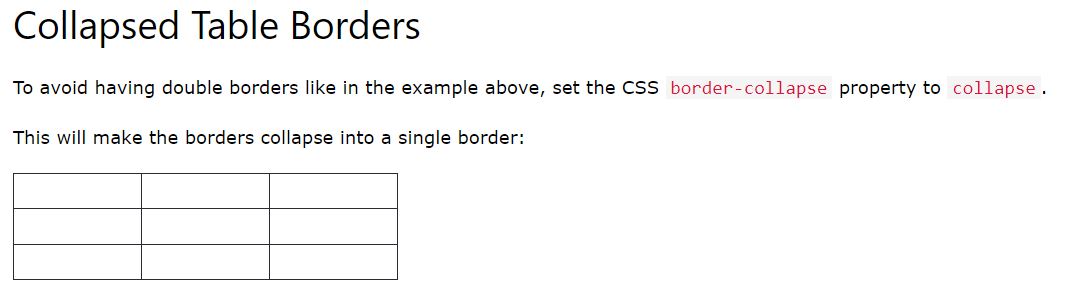 Collapsed Table Borders
To avoid having double borders like in the example above, set the CSS border-collapse property to collapse.
This will make the borders collapse into a single border: